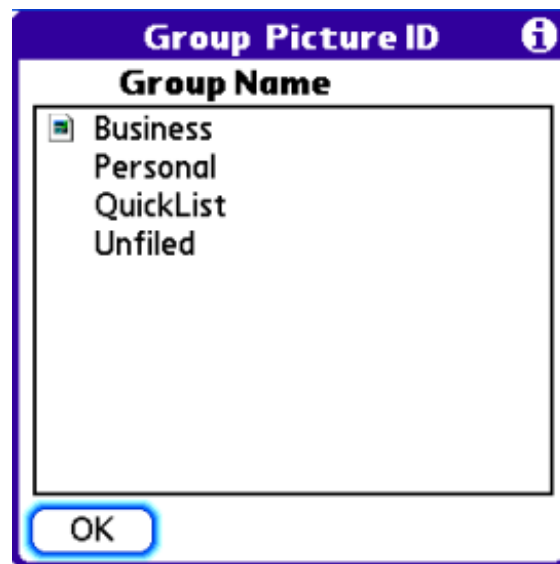 Group Picture ID
Group Name
Business
Personal
QuickList
Unfiled
OK